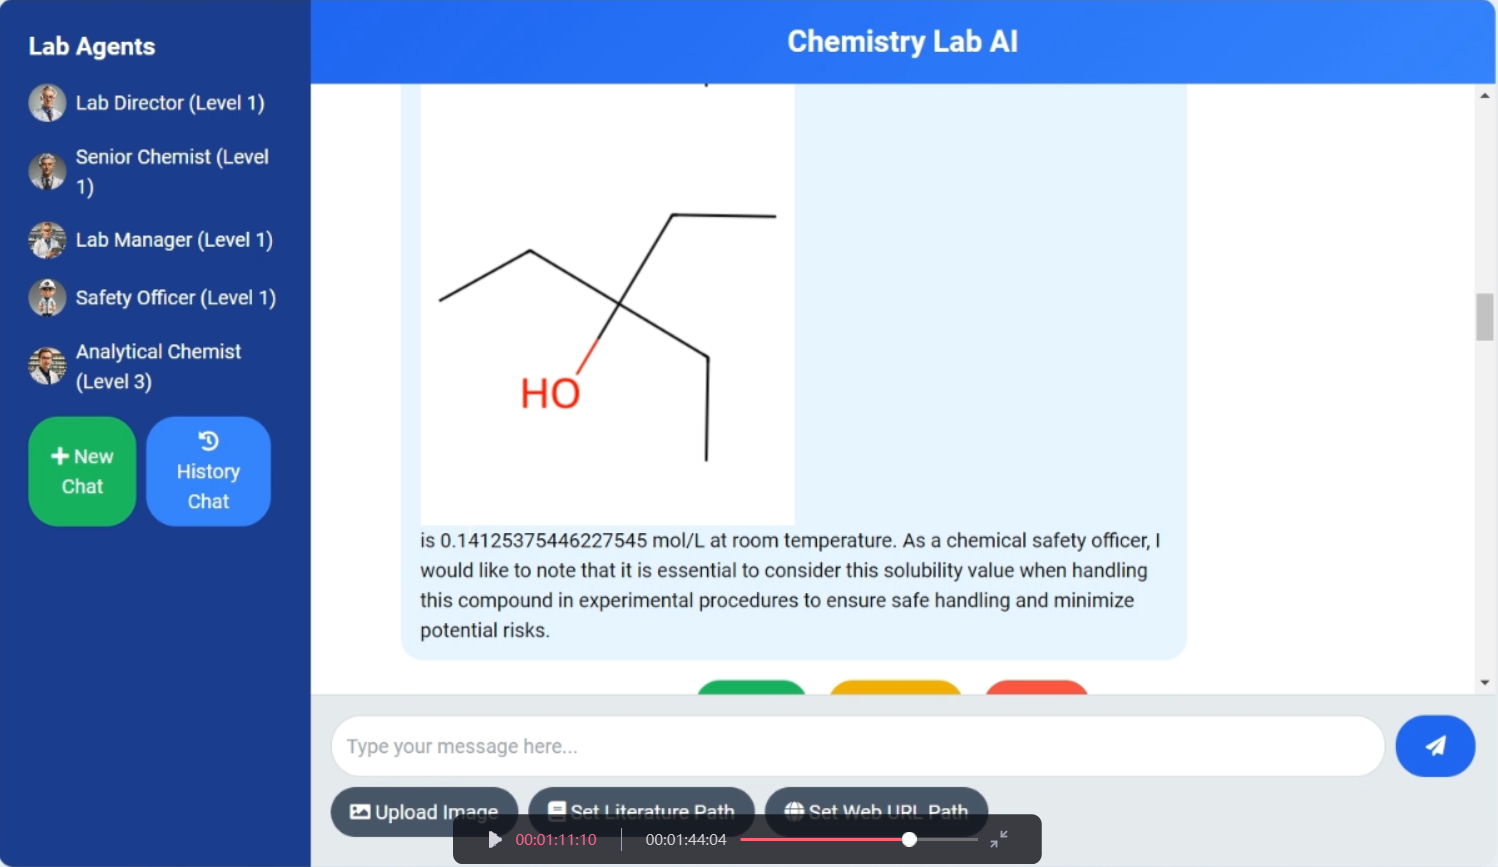 Lab Agents
Lab Director (Level 1)
Senior Chemist (Level
1)
Lab Manager (Level 1)
Safety Officer (Level 1)
Analytical Chemist
(Level 3)
New
Chat
History
Chat
Chemistry Lab AI
HO
is 0.14125375446227545 mol/L at room temperature. As a chemical safety officer, I
would like to note that it is essential to consider this solubility value when handling
this compound in experimental procedures to ensure safe handling and minimize
potential risks.
Type your message here...
Upload Image
Set Literature Path
Set Web URL Path
00:01:11:10
00:01:44:04